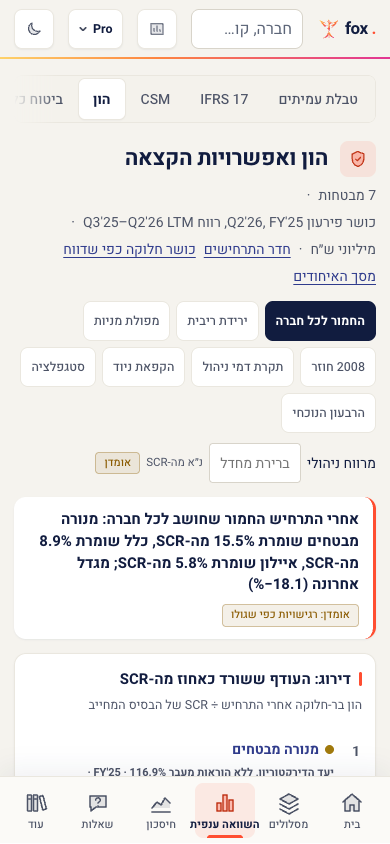 fox.
חברה, קו...
Pro
טבלת עמיתים
IFRS 17
CSM
הון
ביטוח כ
הון ואפשרויות הקצאה
7 מבטחות ·
כושר פירעון Q2'26, FY'25, רווח Q3'25–Q2'26 LTM ·
מיליוני ש״ח · חדר התרחישים כושר חלוקה כפי שדווח
מסך האיחודים
החמור לכל חברה
ירידת ריבית
מפולת מניות
2008 חוזר
תקרת דמי ניהול
הקפאת ניוד
סטגפלציה
הרבעון הנוכחי
מרווח ניהולי
ברירת מחדל
נ״א מה-SCR
אומדן
אחרי התרחיש החמור שחושב לכל חברה: מנורה
מבטחים שומרת 15.5% מה-SCR, כלל שומרת 8.9%
מה-SCR, איילון שומרת 5.8% מה-SCR; מגדל
אחרונה (−18.1%)
אומדן: רגישויות כפי שגולו
דירוג: העודף ששורד כאחוז מה-SCR
הון בר-חלוקה אחרי התרחיש ÷ SCR של הבסיס המחייב
1
מנורה מבטחים
יעד הדירקטוריון, ללא הוראות מעבר 116.9% · FY'25 ·
בית
מסלולים
השוואה ענפית
חיסכון
שאלות
עוד